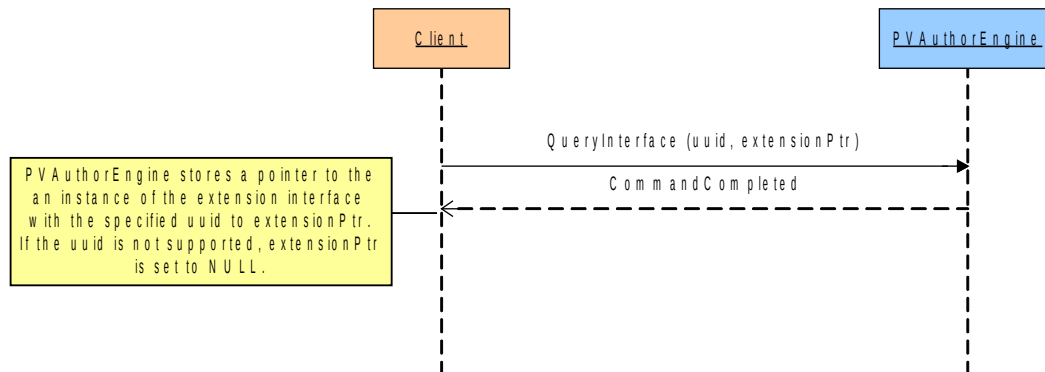 Client
PVAuthorEngine
QueryInterface (uuid, extensionPtr)
CommandCompleted
PVAuthorEngine stores a pointer to the
an instance of the extension interface
with the specified uuid to extensionPtr.
If the uuid is not supported, extensionPtr
is set to NULL.